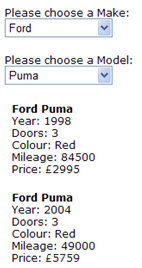 Please choose a Make:
Ford
Please choose a Model:
Puma
Ford Puma
Year: 1998
Doors: 3
Colour: Red
Mileage: 84500
Price: £2995
Ford Puma
Year: 2004
Doors: 3
Colour: Red
Mileage: 49000
Price: £5759